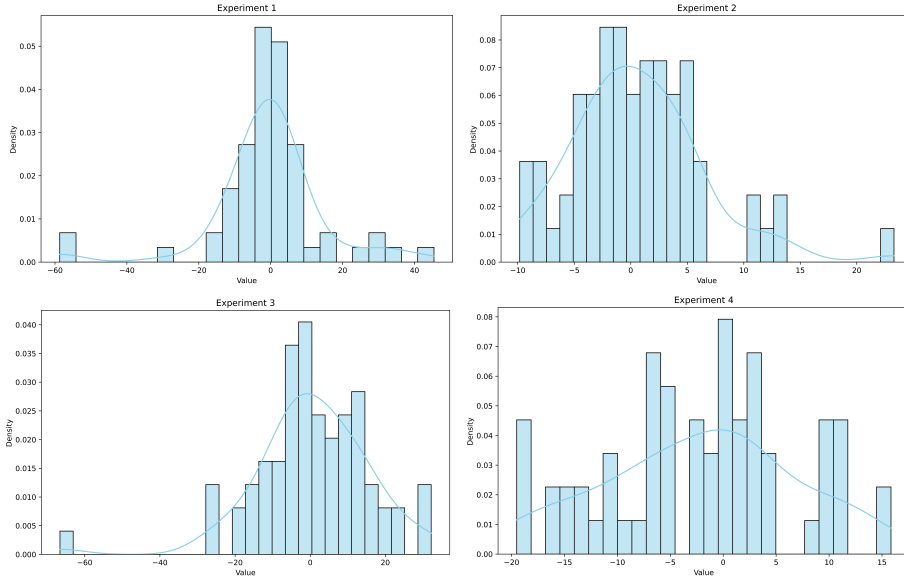 Experiment 1
0.05
0.04
0.03
0.02
0.01
0.00
Density
−60 −40 −20 0 20 40
Value
Experiment 2
0.08
0.07
0.06
0.05
0.04
0.03
0.02
0.01
0.00
Density
−10 −5 0 5 10 15 20
Value
Experiment 3
0.040
0.035
0.030
0.025
0.020
0.015
0.010
0.005
0.000
Density
−60 −40 −20 0 20
Value
Experiment 4
0.08
0.07
0.06
0.05
0.04
0.03
0.02
0.01
0.00
Density
−20 −15 −10 −5 0 5 10 15
Value